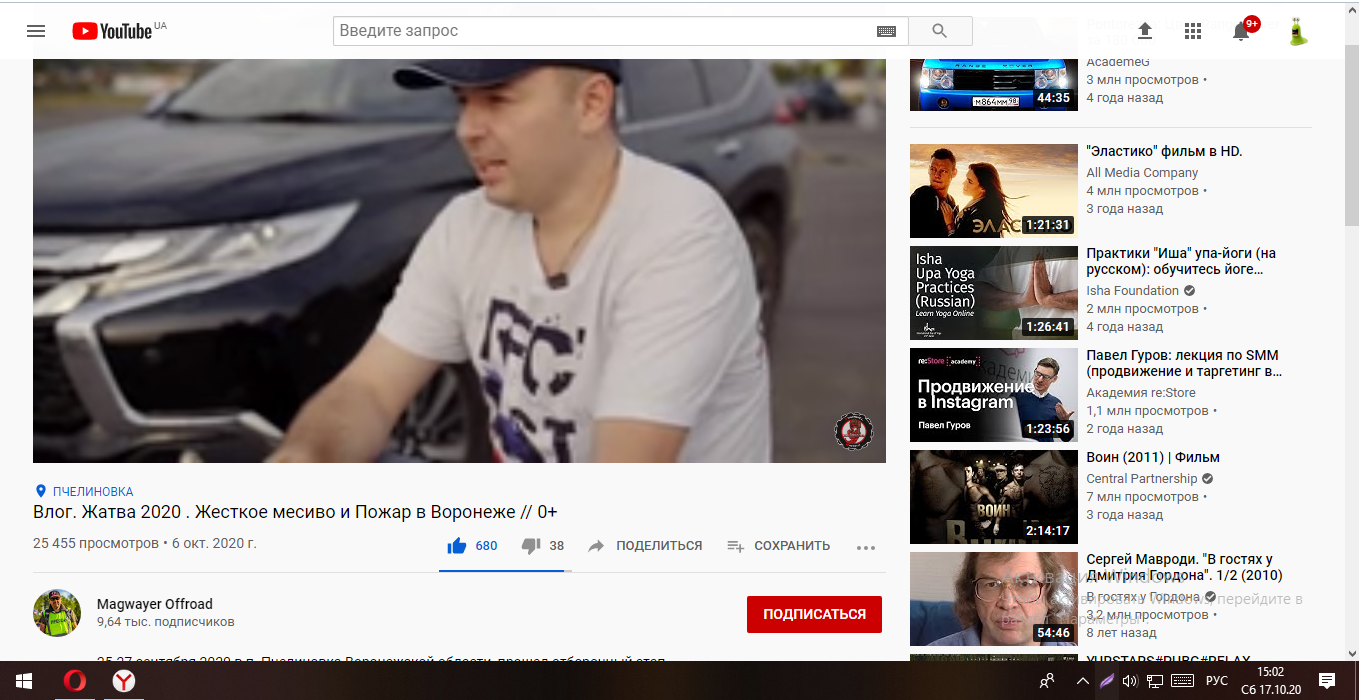 YouTube UA
Введите запрос
9+
AcademeG
3 млн просмотров •
4 года назад
RANGE ROVER
М864ММ 98
44:35
"Эластико" фильм в HD.
All Media Company
4 млн просмотров •
3 года назад
ЭЛАС
1:21:31
Практики "Иша" упа-йоги (на
русском): обучитесь йоге…
Isha Foundation
2 млн просмотров •
4 года назад
Isha
Upa Yoga
Practices
(Russian)
Learn Yoga Online
1:26:41
Павел Гуров: лекция по SMM
(продвижение и таргетинг в…
Академия re:Store
1,1 млн просмотров •
2 года назад
re:Store academy
Продвижение
в Instagram
Павел Гуров
1:23:56
Воин (2011) | Фильм
Central Partnership
7 млн просмотров •
3 года назад
ВОИН
2:14:17
Сергей Мавроди. "В гостях у
Дмитрия Гордона". 1/2 (2010)
В гостях у Гордона
3,2 млн просмотров •
8 лет назад
54:46
ПЧЕЛИНОВКА
Влог. Жатва 2020 . Жесткое месиво и Пожар в Воронеже // 0+
25 455 просмотров • 6 окт. 2020 г.
680
38
ПОДЕЛИТЬСЯ
СОХРАНИТЬ
Magwayer Offroad
9,64 тыс. подписчиков
ПОДПИСАТЬСЯ
РУС
15:02
Сб 17.10.20